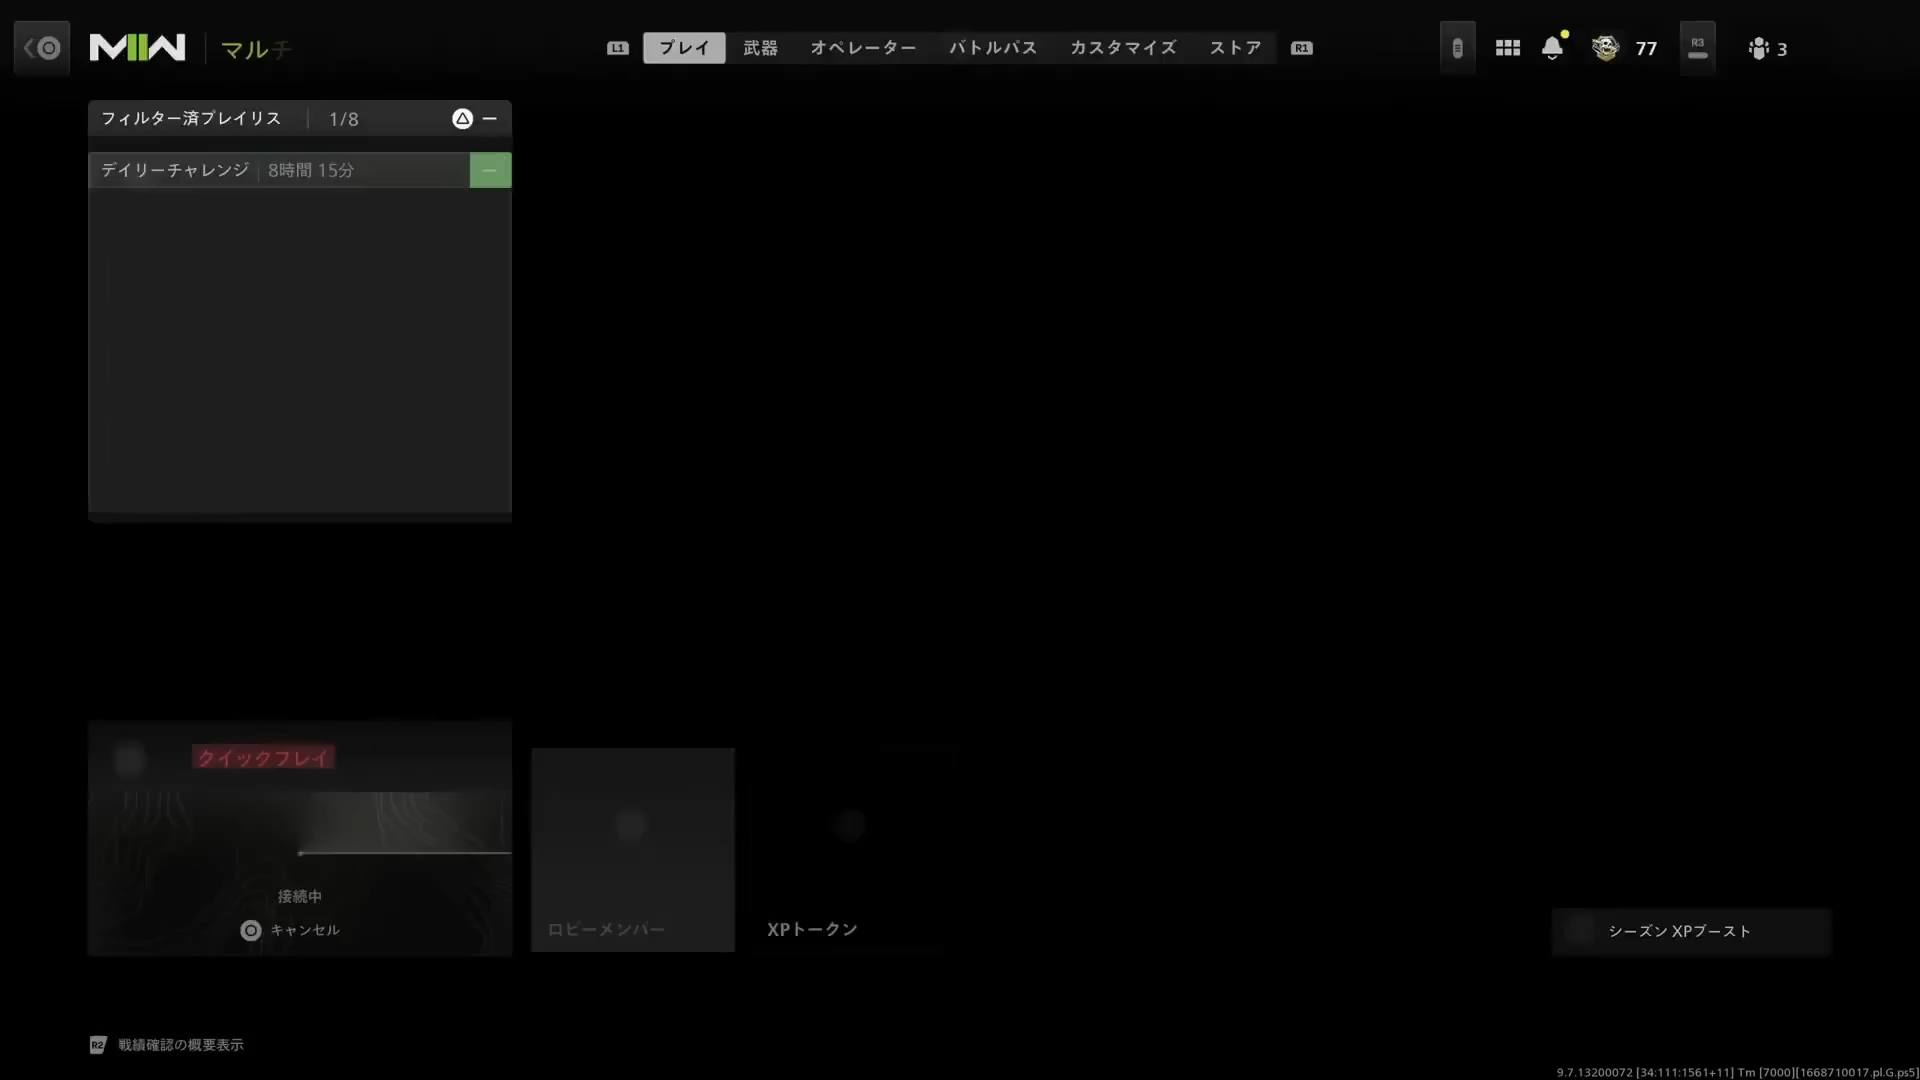 MW マルチ
L1 プレイ 武器 オペレーター バトルパス カスタマイズ ストア R1
77 R3 3
フィルター済プレイリス 1/8
デイリーチャレンジ 8時間 15分
クイックプレイ
接続中
キャンセル
ロビーメンバー
XPトークン
シーズン XPブースト
R2 戦績確認の概要表示
9.7.13200072 [34:111:1561+11] Tm [7000][1668710017.pl.G.ps5]